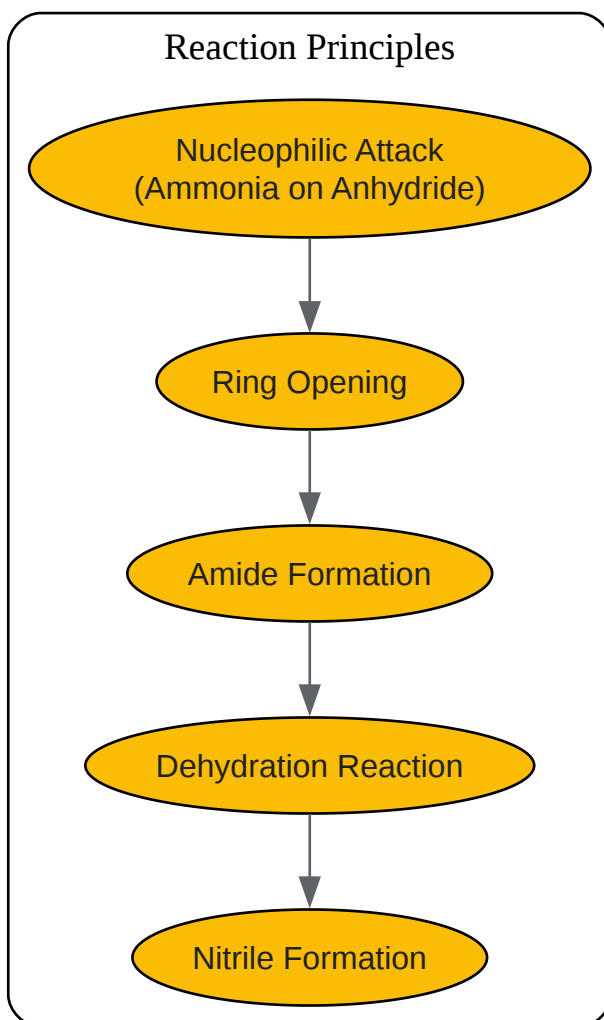 Reaction Principles
Nucleophilic Attack
(Ammonia on Anhydride)
Ring Opening
Amide Formation
Dehydration Reaction
Nitrile Formation